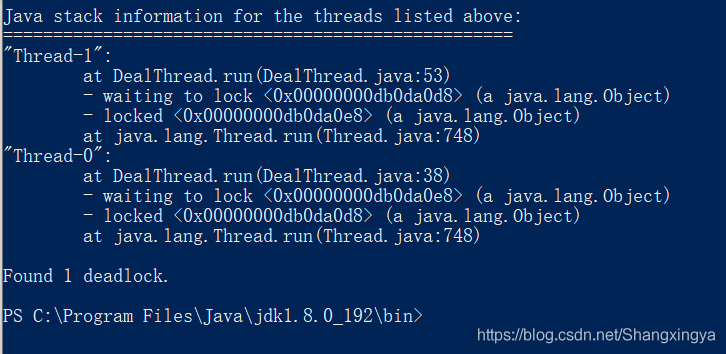 Java stack information for the threads listed above:
===================================================
"Thread-1":
        at DealThread.run(DealThread.java:53)
        - waiting to lock <0x00000000db0da0d8> (a java.lang.Object)
        - locked <0x00000000db0da0e8> (a java.lang.Object)
        at java.lang.Thread.run(Thread.java:748)
"Thread-0":
        at DealThread.run(DealThread.java:38)
        - waiting to lock <0x00000000db0da0e8> (a java.lang.Object)
        - locked <0x00000000db0da0d8> (a java.lang.Object)
        at java.lang.Thread.run(Thread.java:748)
Found 1 deadlock.
PS C:\Program Files\Java\jdk1.8.0_192\bin>
https://blog.csdn.net/Shangxingya